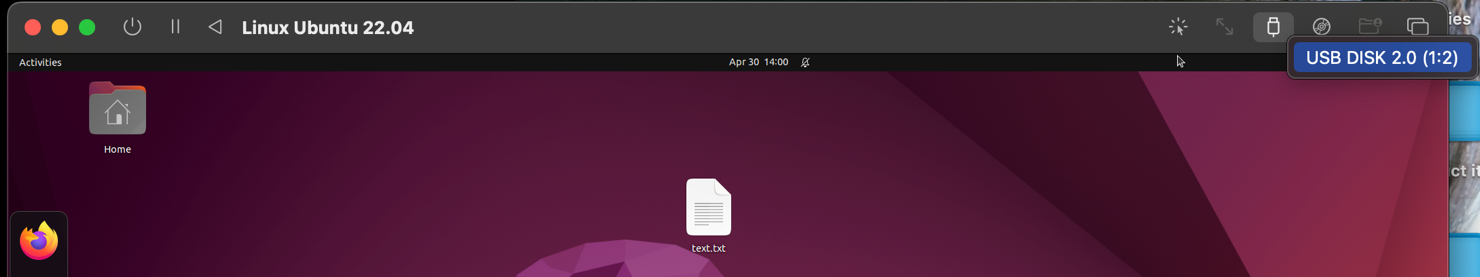 Linux Ubuntu 22.04
ies
USB DISK 2.0 (1:2)
Activities
Apr 30 14:00
Home
ct it
text.txt